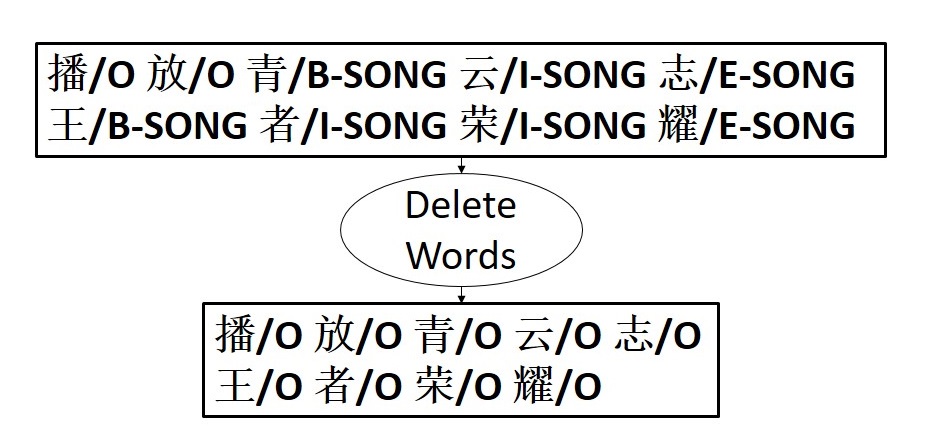 播/O 放/O 青/B-SONG 云/I-SONG 志/E-SONG
王/B-SONG 者/I-SONG 荣/I-SONG 耀/E-SONG
Delete
Words
播/O 放/O 青/O 云/O 志/O
王/O 者/O 荣/O 耀/O